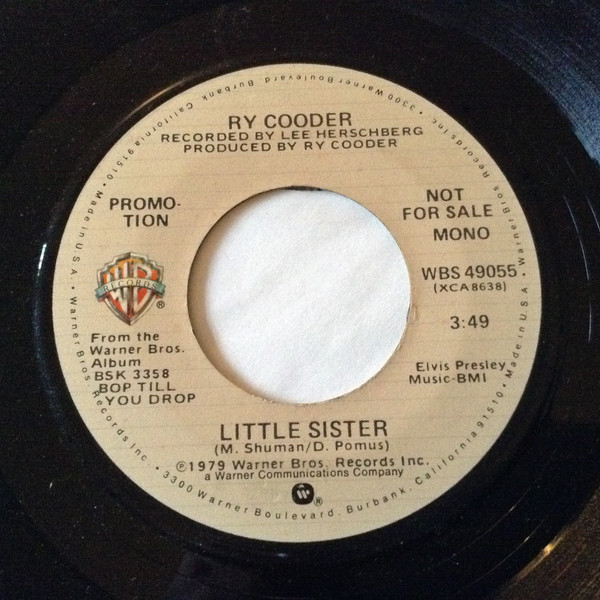 RY COODER
RECORDED BY LEE HERSCHBERG
PRODUCED BY RY COODER
PROMO-
TION
NOT
FOR SALE
MONO
WBS 49055
(XCA8638)
3:49
WB
RECORDS
®
From the
Warner Bros.
Album
BSK 3358
BOP TILL
YOU DROP
Elvis Presley
Music-BMI
LITTLE SISTER
(M. Shuman/D. Pomus)
℗1979 Warner Bros. Records Inc.
a Warner Communications Company
®
Warner Bros. Records Inc. • 3300 Warner Boulevard, Burbank, California 91510 • Made in U.S.A. •
Warner Bros. Records Inc. • 3300 Warner Boulevard, Burbank, California 91510 • Made in U.S.A. •